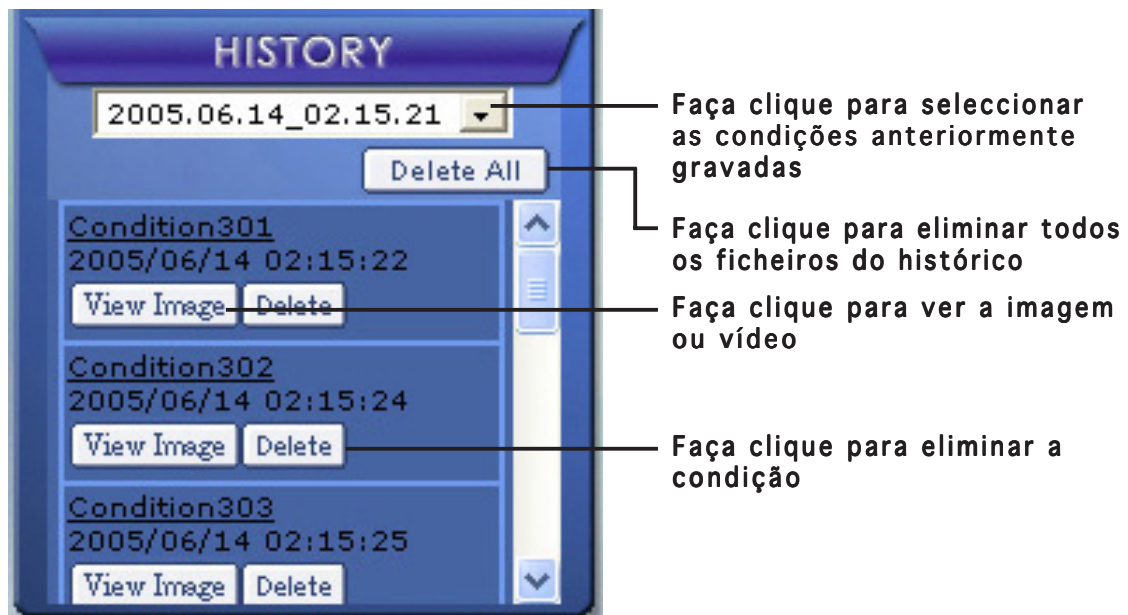 HISTORY
2005.06.14_02.15.21
Delete All
Condition301
2005/06/14 02:15:22
View Image Delete
Condition302
2005/06/14 02:15:24
View Image Delete
Condition303
2005/06/14 02:15:25
View Image Delete
Faça clique para seleccionar
as condições anteriormente
gravadas
Faça clique para eliminar todos
os ficheiros do histórico
Faça clique para ver a imagem
ou vídeo
Faça clique para eliminar a
condição